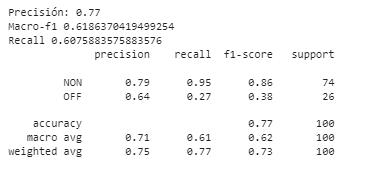 Precisión: 0.77
Macro-f1 0.6186370419499254
Recall 0.6075883575883576
precision recall f1-score support
NON 0.79 0.95 0.86 74
OFF 0.64 0.27 0.38 26
accuracy 0.77 100
macro avg 0.71 0.61 0.62 100
weighted avg 0.75 0.77 0.73 100